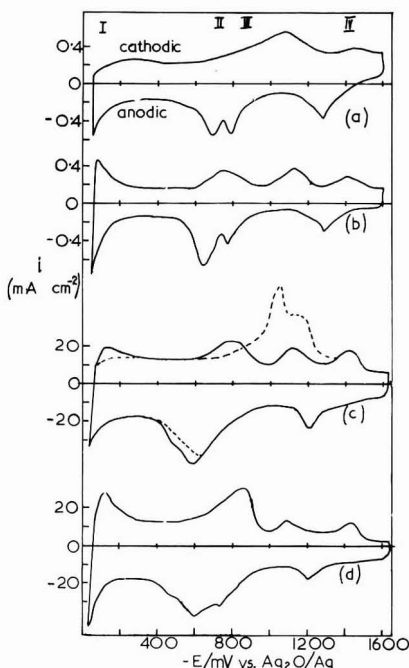 I II III IV
0·4
cathodic
0
-0·4
anodic
(a)
0·4
0
-0·4
(b)
i
(mA cm⁻²)
20
0
-20
(c)
20
0
-20
(d)
400 800 1200 1600
-E/mV vs. Ag₂O/Ag